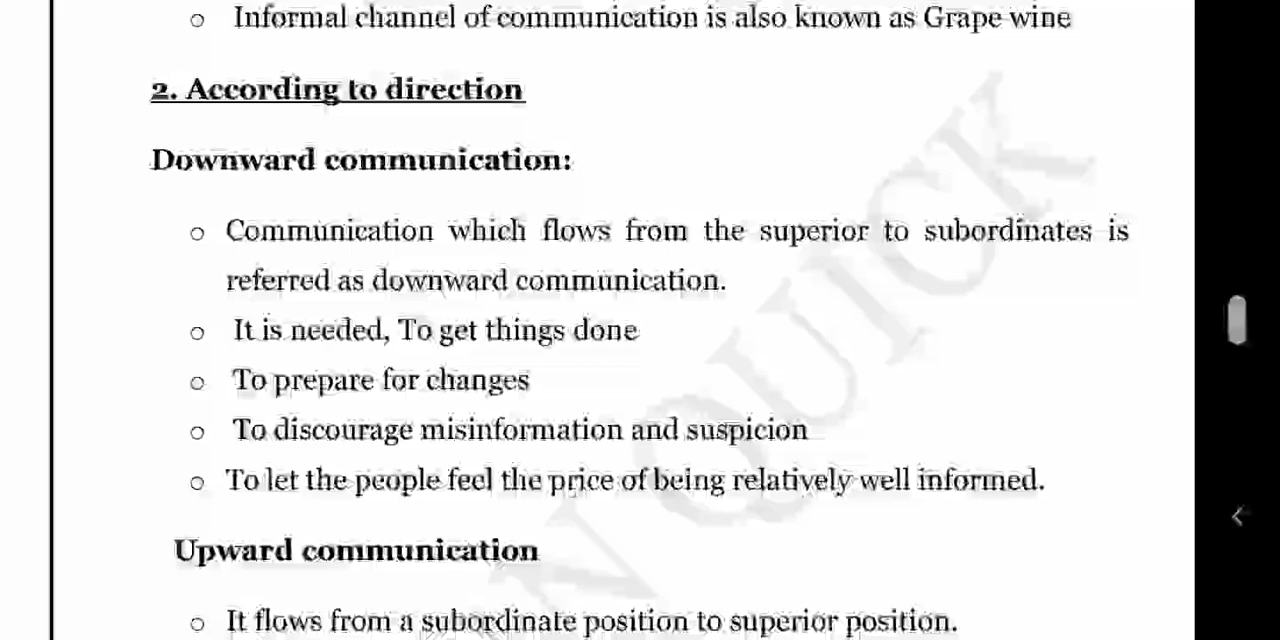 ○ Informal channel of communication is also known as Grape wine
2. According to direction
Downward communication:
○ Communication which flows from the superior to subordinates is
referred as downward communication.
○ It is needed, To get things done
○ To prepare for changes
○ To discourage misinformation and suspicion
○ To let the people feel the price of being relatively well informed.
Upward communication
○ It flows from a subordinate position to superior position.
N QUICK